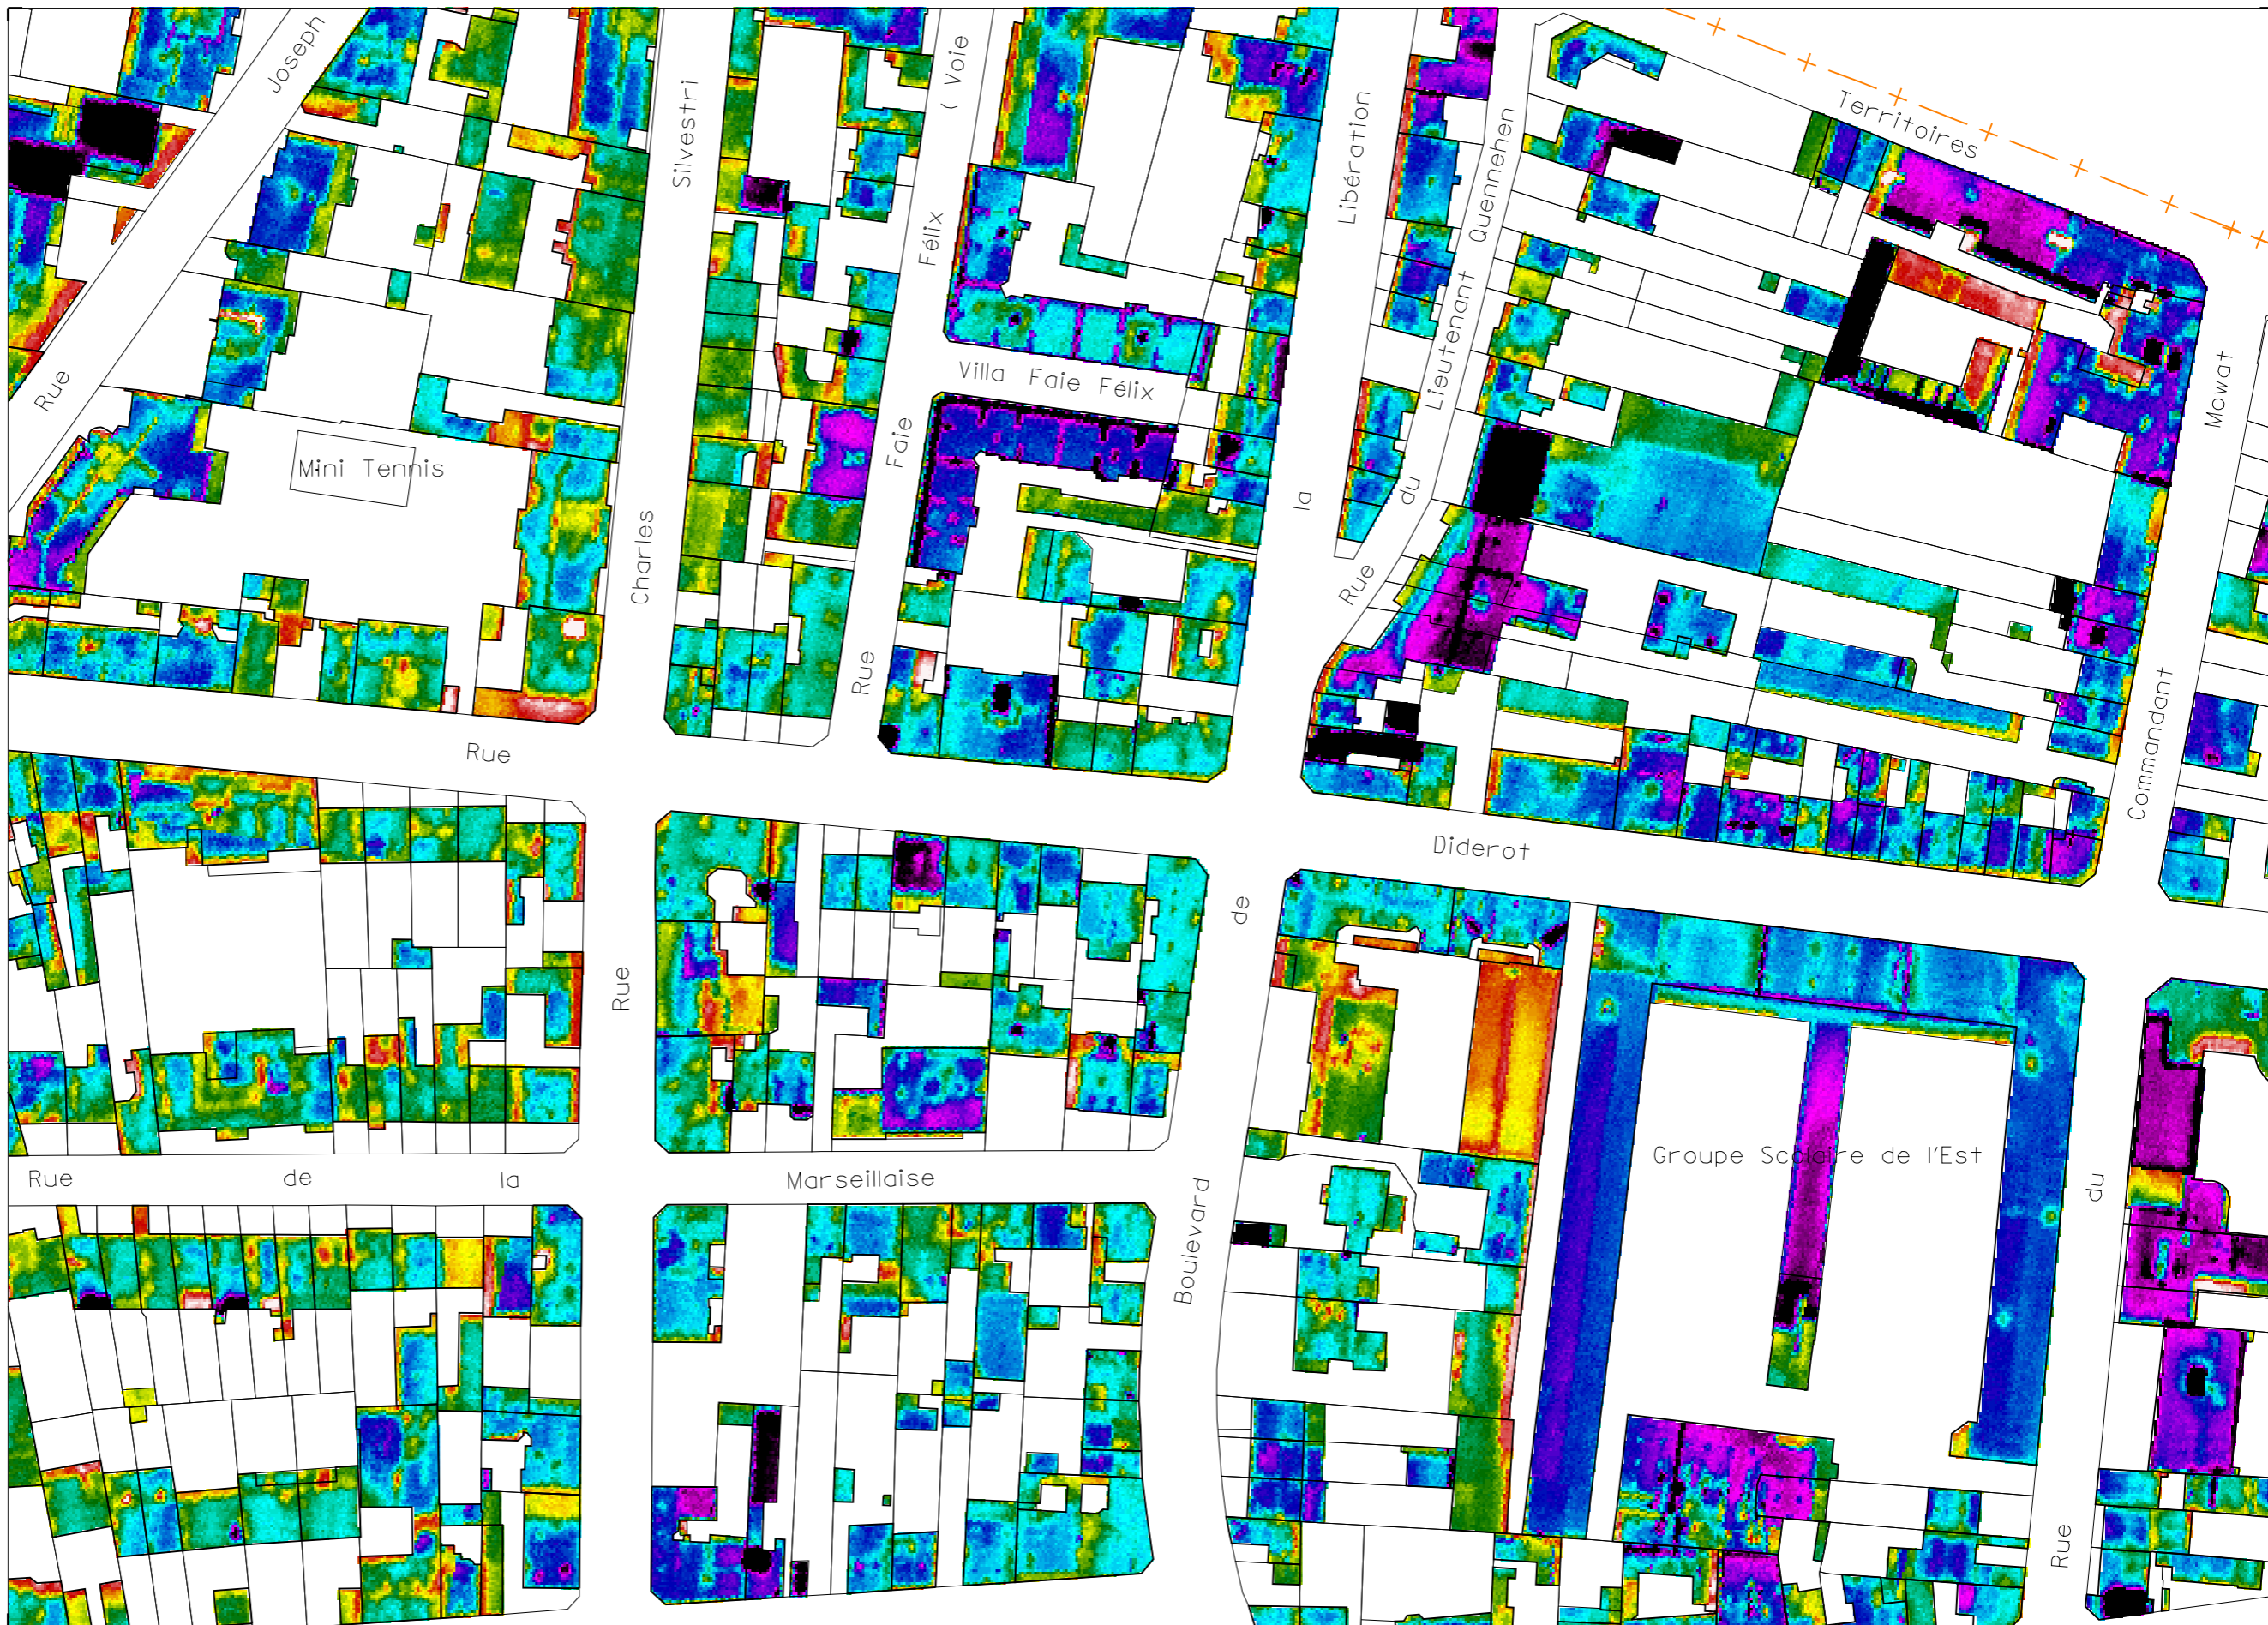 Rue Joseph
Rue Charles Silvestri
Rue Faie Félix ( Voie
Villa Faie Félix
Mini Tennis
Boulevard de la Libération
Rue du Lieutenant Quennehen
Territoires
Rue du Commandant Mowat
Rue Diderot
Rue
Groupe Scolaire de l'Est
Rue de la Marseillaise